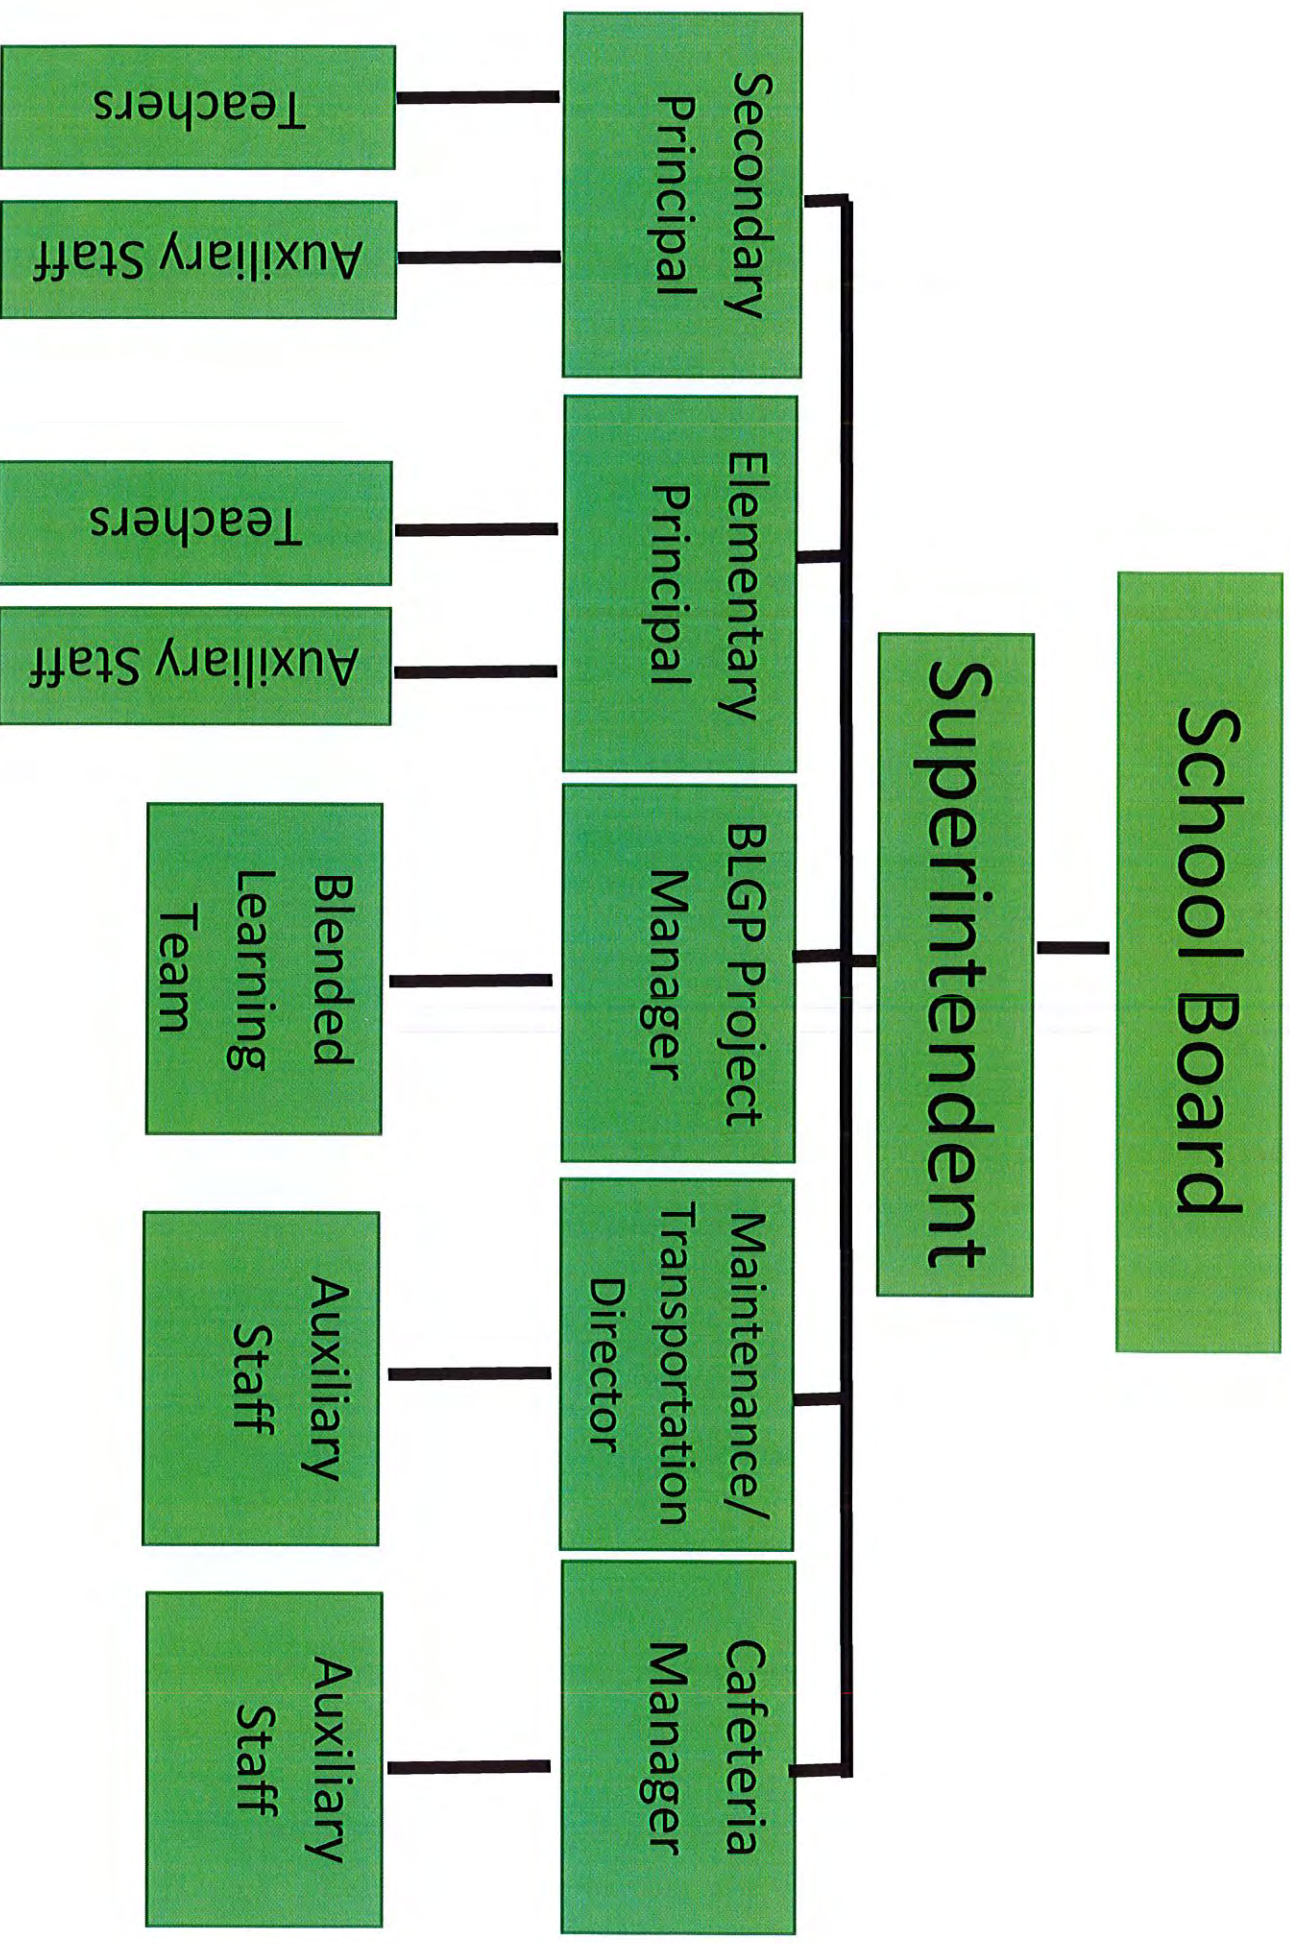 School Board
Superintendent
Secondary
Principal
Elementary
Principal
BLGP Project
Manager
Maintenance/
Transportation
Director
Cafeteria
Manager
Teachers
Auxiliary Staff
Teachers
Auxiliary Staff
Blended
Learning
Team
Auxiliary
Staff
Auxiliary
Staff